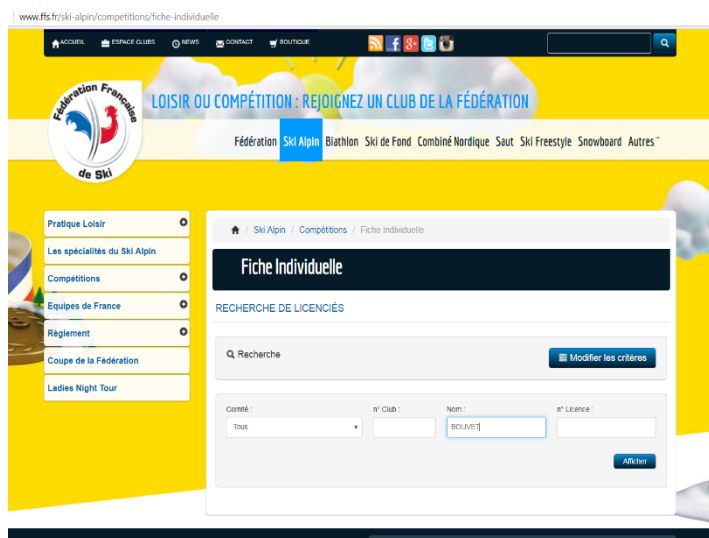 www.ffs.fr/ski-alpin/competitions/fiche-individuelle
ACCUEIL ESPACE CLUBS NEWS CONTACT BOUTIQUE
Fédération Française
de Ski
LOISIR OU COMPÉTITION : REJOIGNEZ UN CLUB DE LA FÉDÉRATION
Fédération Ski Alpin Biathlon Ski de Fond Combiné Nordique Saut Ski Freestyle Snowboard Autres
Pratique Loisir
Les spécialités du Ski Alpin
Compétitions
Equipes de France
Règlement
Coupe de la Fédération
Ladies Night Tour
/ Ski Alpin / Compétitions / Fiche Individuelle
Fiche Individuelle
RECHERCHE DE LICENCIÉS
Recherche
Modifier les critères
Comité : n° Club : Nom : n° Licence :
Tous BOUVET
Afficher